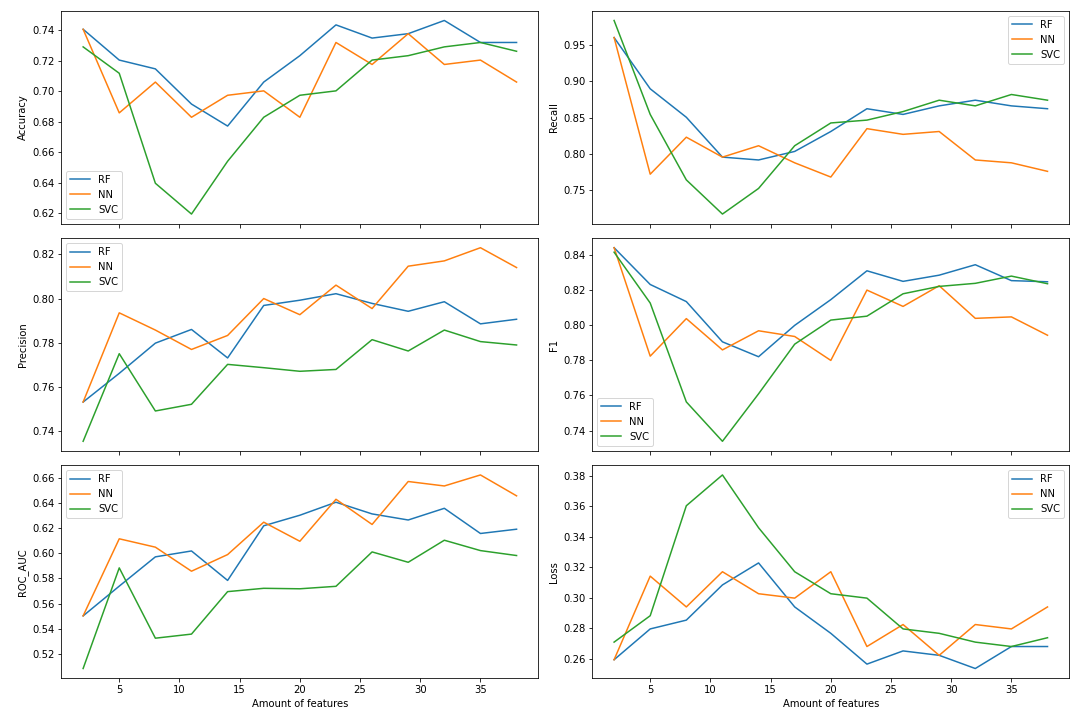 0.74
0.72
0.70
0.68
0.66
0.64
0.62
Accuracy
RF
NN
SVC
0.95
0.90
0.85
0.80
0.75
Recall
RF
NN
SVC
0.82
0.80
0.78
0.76
0.74
Precision
RF
NN
SVC
0.84
0.82
0.80
0.78
0.76
0.74
F1
RF
NN
SVC
0.66
0.64
0.62
0.60
0.58
0.56
0.54
0.52
ROC_AUC
RF
NN
SVC
5 10 15 20 25 30 35
Amount of features
0.38
0.36
0.34
0.32
0.30
0.28
0.26
Loss
RF
NN
SVC
5 10 15 20 25 30 35
Amount of features